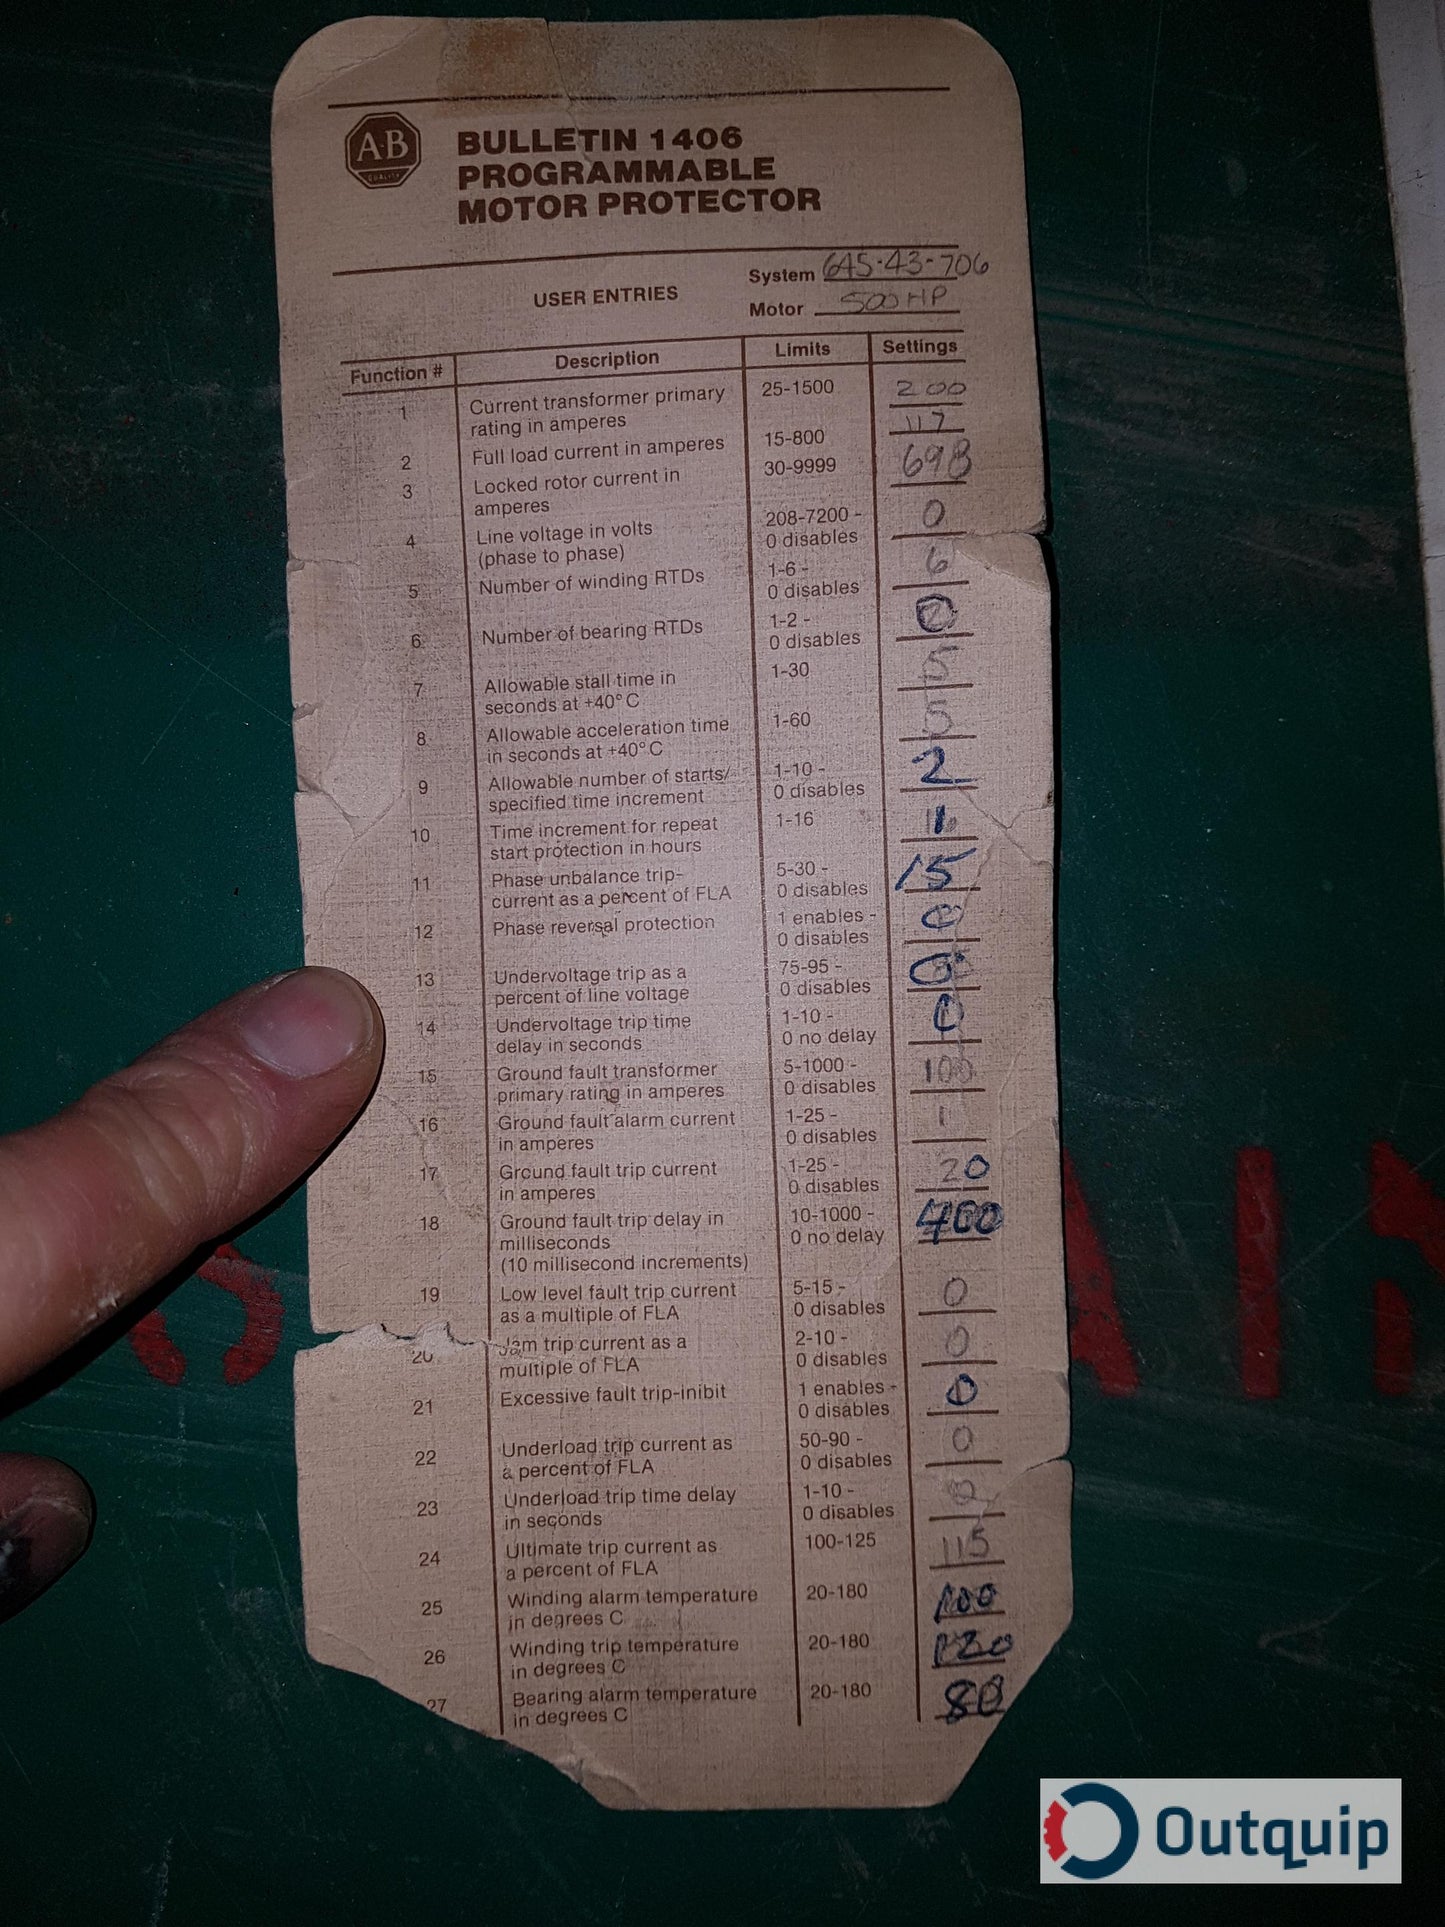 A·B
QUALITY
BULLETIN 1406
PROGRAMMABLE
MOTOR PROTECTOR
System 645-43-706
USER ENTRIES
Motor 500 HP
Function # Description Limits Settings
1 Current transformer primary 25-1500 200
rating in amperes
2 Full load current in amperes 15-800 117
3 Locked rotor current in 30-9999 698
amperes
4 Line voltage in volts 208-7200 - 0
(phase to phase) 0 disables
5 Number of winding RTDs 1-6 - 6
0 disables
6 Number of bearing RTDs 1-2 - 0
0 disables
7 Allowable stall time in 1-30 5
seconds at +40° C
8 Allowable acceleration time 1-60 5
in seconds at +40° C
9 Allowable number of starts/ 1-10 - 2
specified time increment 0 disables
10 Time increment for repeat 1-16 1
start protection in hours
11 Phase unbalance trip- 5-30 - 15
current as a percent of FLA 0 disables
12 Phase reversal protection 1 enables - 0
0 disables
13 Undervoltage trip as a 75-95 - 0
percent of line voltage 0 disables
14 Undervoltage trip time 1-10 - 0
delay in seconds 0 no delay
15 Ground fault transformer 5-1000 - 100
primary rating in amperes 0 disables
16 Ground fault alarm current 1-25 - 1
in amperes 0 disables
17 Ground fault trip current 1-25 - 20
in amperes 0 disables
18 Ground fault trip delay in 10-1000 - 400
milliseconds 0 no delay
(10 millisecond increments)
19 Low level fault trip current 5-15 - 0
as a multiple of FLA 0 disables
20 Jam trip current as a 2-10 - 0
multiple of FLA 0 disables
21 Excessive fault trip-inibit 1 enables - 0
0 disables
22 Underload trip current as 50-90 - 0
a percent of FLA 0 disables
23 Underload trip time delay 1-10 - 0
in seconds 0 disables
24 Ultimate trip current as 100-125 115
a percent of FLA
25 Winding alarm temperature 20-180 100
in degrees C
26 Winding trip temperature 20-180 120
in degrees C
27 Bearing alarm temperature 20-180 80
in degrees C
Outquip